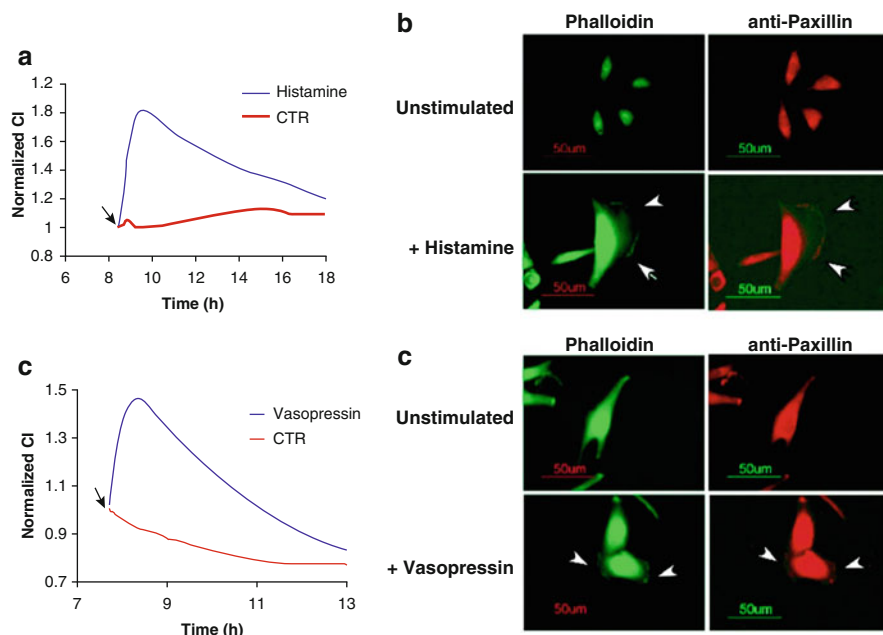 a
1.2
1.8
1.6
1.4
1.2
1
0.8
Normalized CI
Histamine
CTR
6 8 10 12 14 16 18
Time (h)
b
Phalloidin anti-Paxillin
Unstimulated
50um 50um
+ Histamine
50um 50um
c
1.5
1.3
1.1
0.9
0.7
Normalized CI
Vasopressin
CTR
7 9 11 13
Time (h)
c
Phalloidin anti-Paxillin
Unstimulated
50um 50um
+ Vasopressin
50um 50um